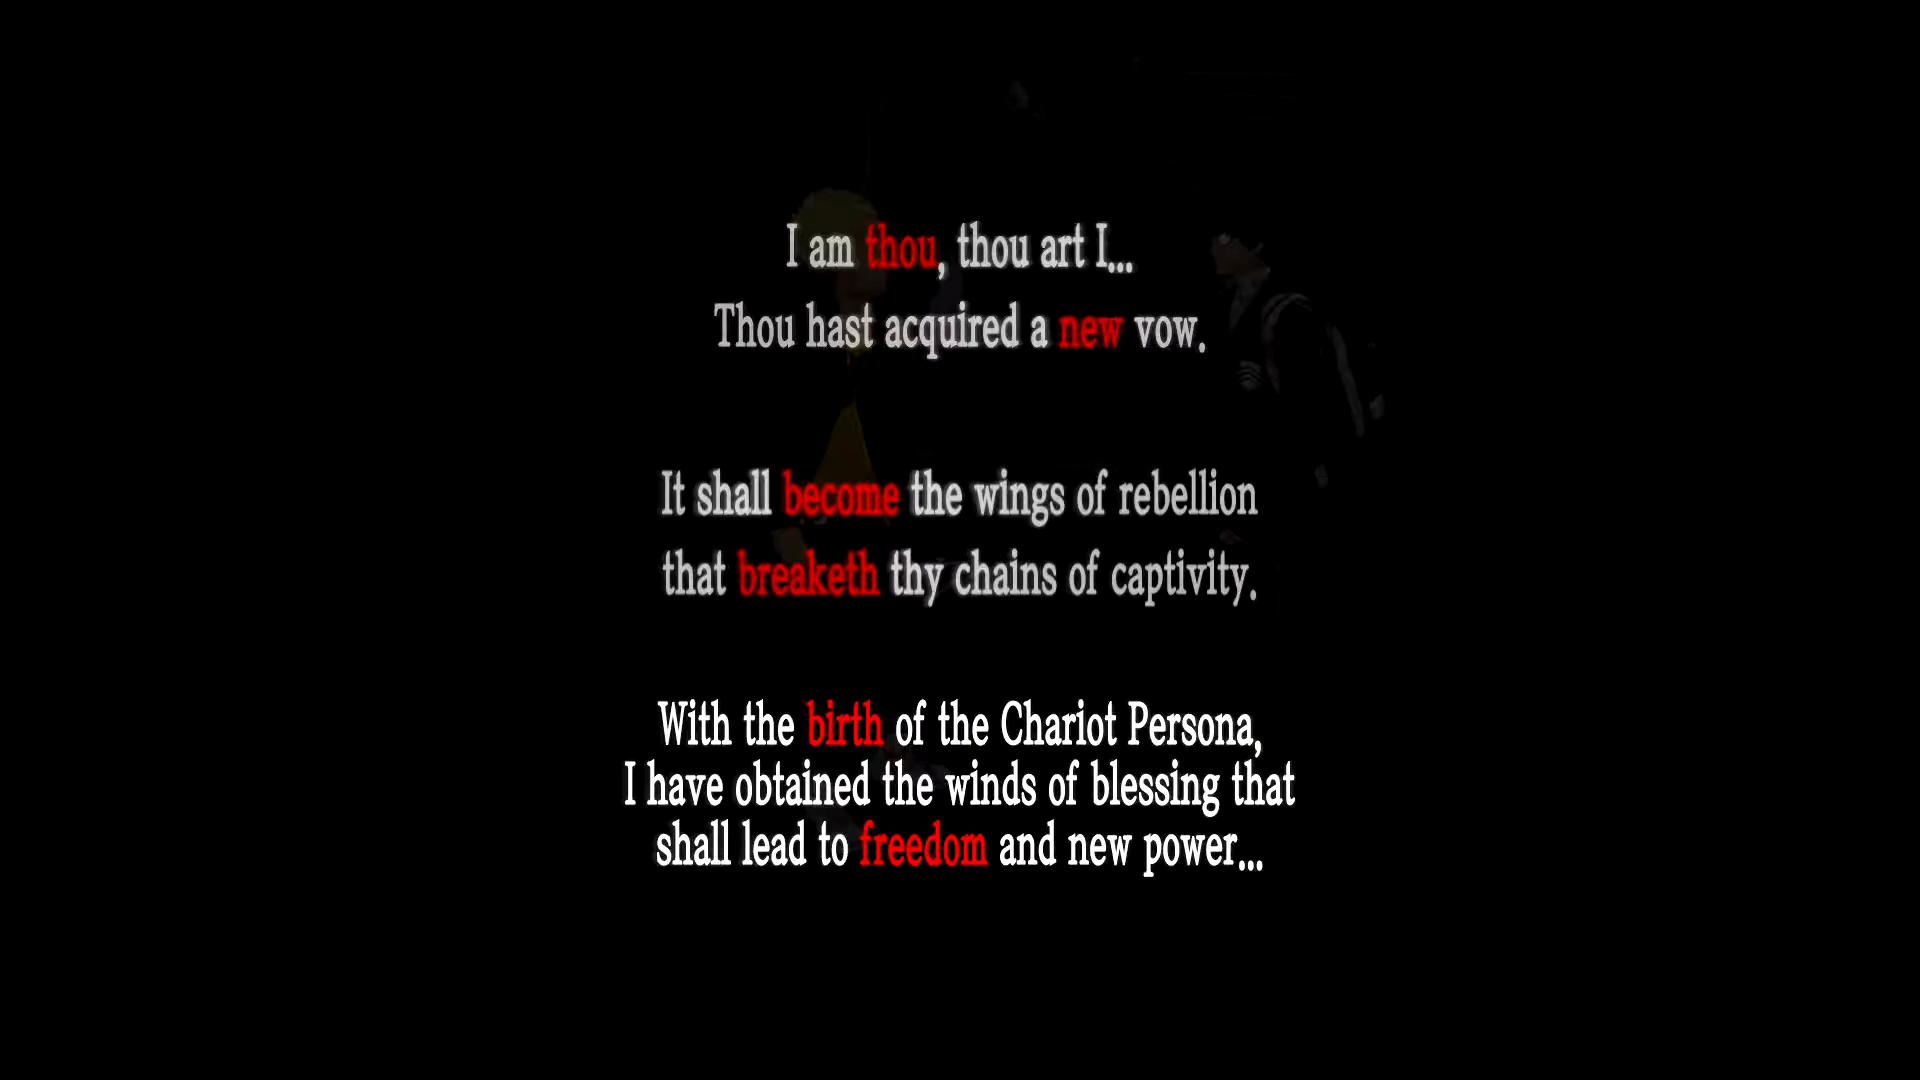 I am thou, thou art I...
Thou hast acquired a new vow.
It shall become the wings of rebellion
that breaketh thy chains of captivity.
With the birth of the Chariot Persona,
I have obtained the winds of blessing that
shall lead to freedom and new power...